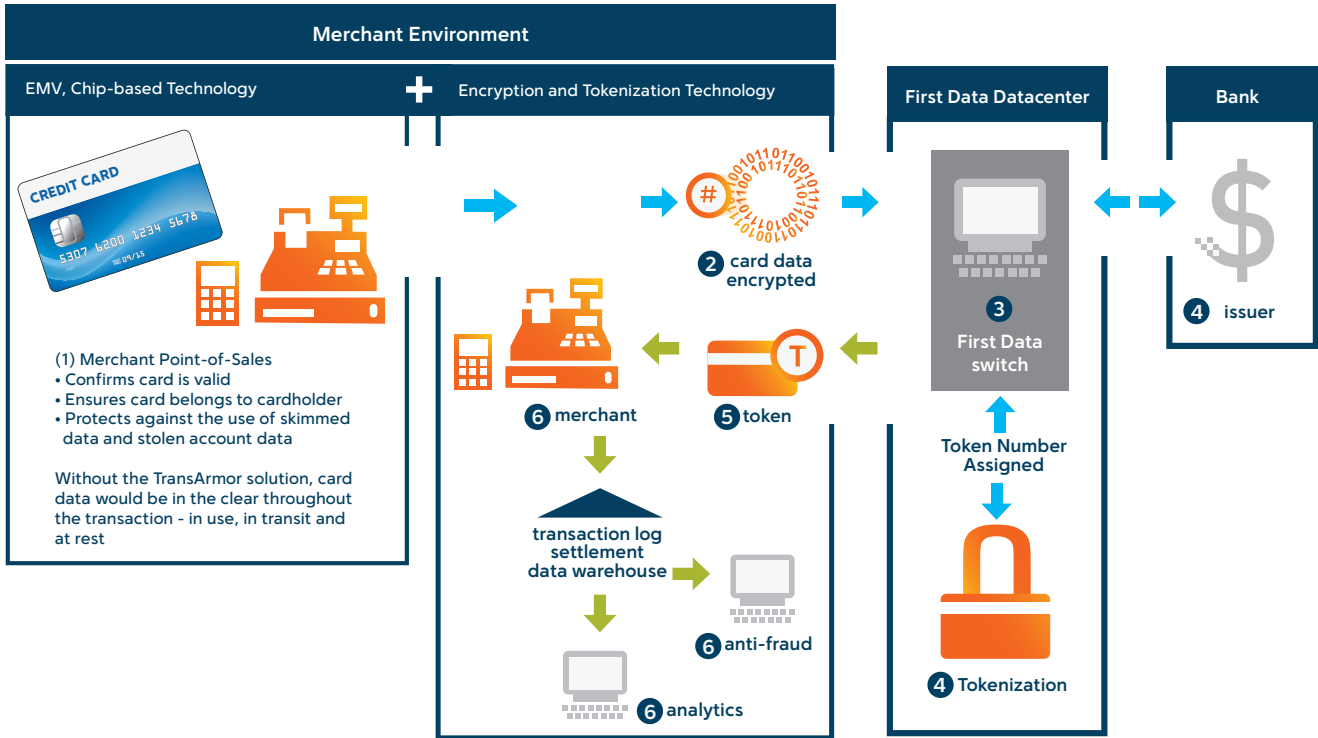 Merchant Environment
EMV, Chip-based Technology
+
Encryption and Tokenization Technology
First Data Datacenter
Bank
CREDIT CARD
5307 6200 1234 5678
09/15
(1) Merchant Point-of-Sales
• Confirms card is valid
• Ensures card belongs to cardholder
• Protects against the use of skimmed
data and stolen account data
Without the TransArmor solution, card
data would be in the clear throughout
the transaction - in use, in transit and
at rest
#
2 card data
encrypted
3
First Data
switch
$
4 issuer
T
6 merchant
5 token
Token Number
Assigned
transaction log
settlement
data warehouse
6 anti-fraud
6 analytics
4 Tokenization